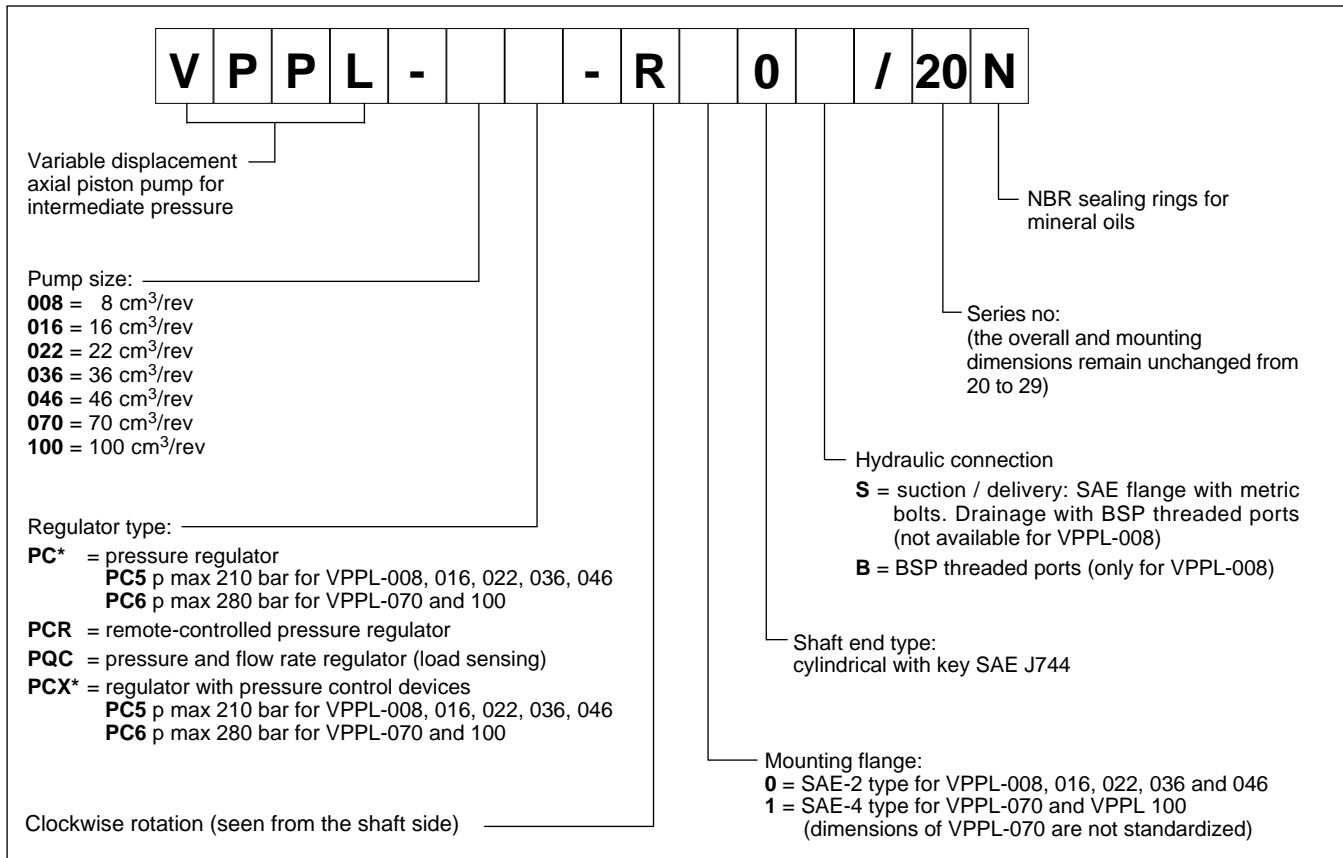 V P P L - - R 0 / 20 N
Variable displacement
axial piston pump for
intermediate pressure
NBR sealing rings for
mineral oils
Pump size:
008 = 8 cm³/rev
016 = 16 cm³/rev
022 = 22 cm³/rev
036 = 36 cm³/rev
046 = 46 cm³/rev
070 = 70 cm³/rev
100 = 100 cm³/rev
Series no:
(the overall and mounting
dimensions remain unchanged from
20 to 29)
Hydraulic connection
S = suction / delivery: SAE flange with metric
bolts. Drainage with BSP threaded ports
(not available for VPPL-008)
B = BSP threaded ports (only for VPPL-008)
Regulator type:
PC* = pressure regulator
PC5 p max 210 bar for VPPL-008, 016, 022, 036, 046
PC6 p max 280 bar for VPPL-070 and 100
PCR = remote-controlled pressure regulator
PQC = pressure and flow rate regulator (load sensing)
PCX* = regulator with pressure control devices
PC5 p max 210 bar for VPPL-008, 016, 022, 036, 046
PC6 p max 280 bar for VPPL-070 and 100
Shaft end type:
cylindrical with key SAE J744
Mounting flange:
0 = SAE-2 type for VPPL-008, 016, 022, 036 and 046
1 = SAE-4 type for VPPL-070 and VPPL 100
(dimensions of VPPL-070 are not standardized)
Clockwise rotation (seen from the shaft side)